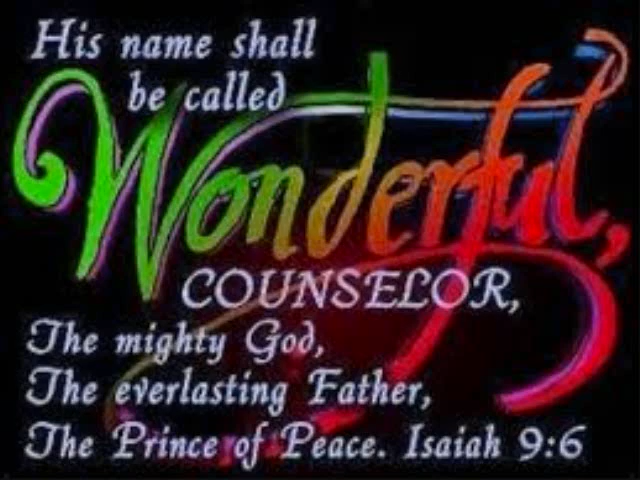 His name shall
be called
Wonderful,
COUNSELOR,
The mighty God,
The everlasting Father,
The Prince of Peace. Isaiah 9:6